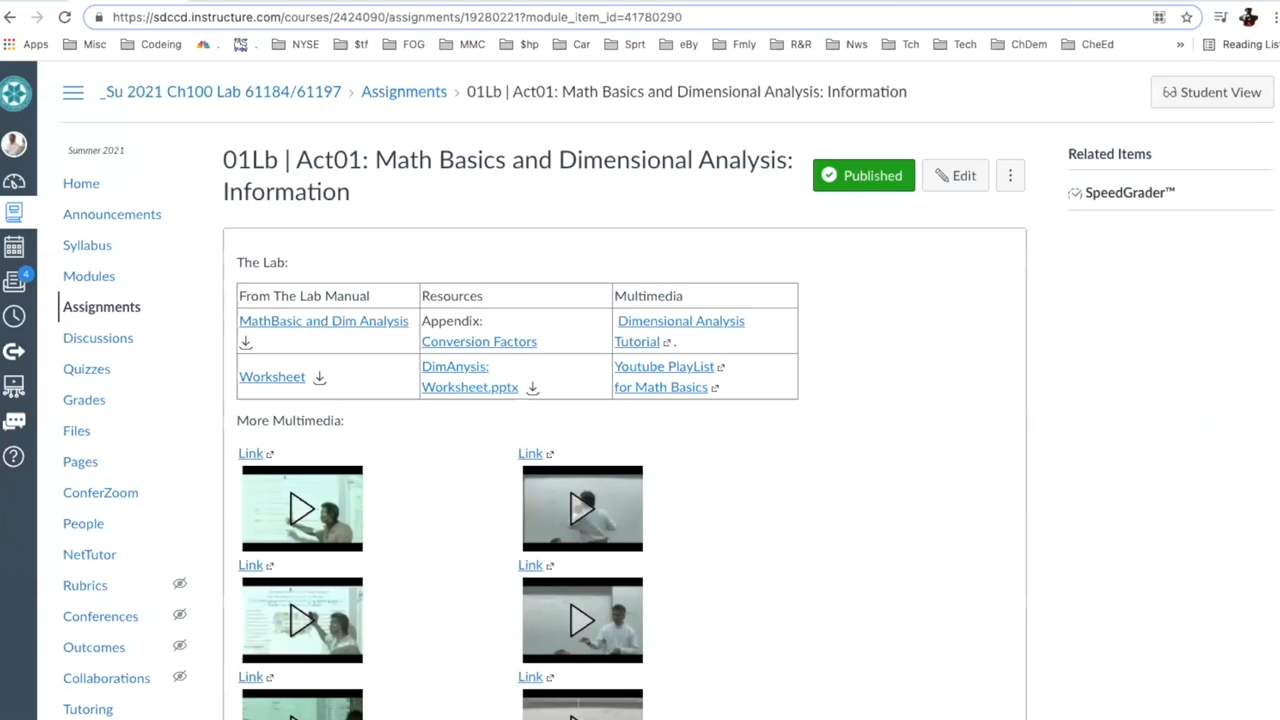 https://sdccd.instructure.com/courses/2424090/assignments/19280221?module_item_id=41780290
Apps Misc Codeing . . NYSE $tf FOG MMC $hp Car Sprt eBy Fmly R&R Nws Tch Tech ChDem CheEd » Reading List
_Su 2021 Ch100 Lab 61184/61197 › Assignments › 01Lb | Act01: Math Basics and Dimensional Analysis: Information
Student View
Summer 2021
Home
Announcements
Syllabus
Modules
4
Assignments
Discussions
Quizzes
Grades
Files
Pages
ConferZoom
People
NetTutor
Rubrics
Conferences
Outcomes
Collaborations
Tutoring
01Lb | Act01: Math Basics and Dimensional Analysis:
Information
Published
Edit
The Lab:
From The Lab Manual Resources Multimedia
MathBasic and Dim Analysis Appendix: Dimensional Analysis
Conversion Factors Tutorial .
Worksheet DimAnysis: Youtube PlayList
Worksheet.pptx for Math Basics
More Multimedia:
Link Link
Link Link
Link Link
Related Items
SpeedGrader™